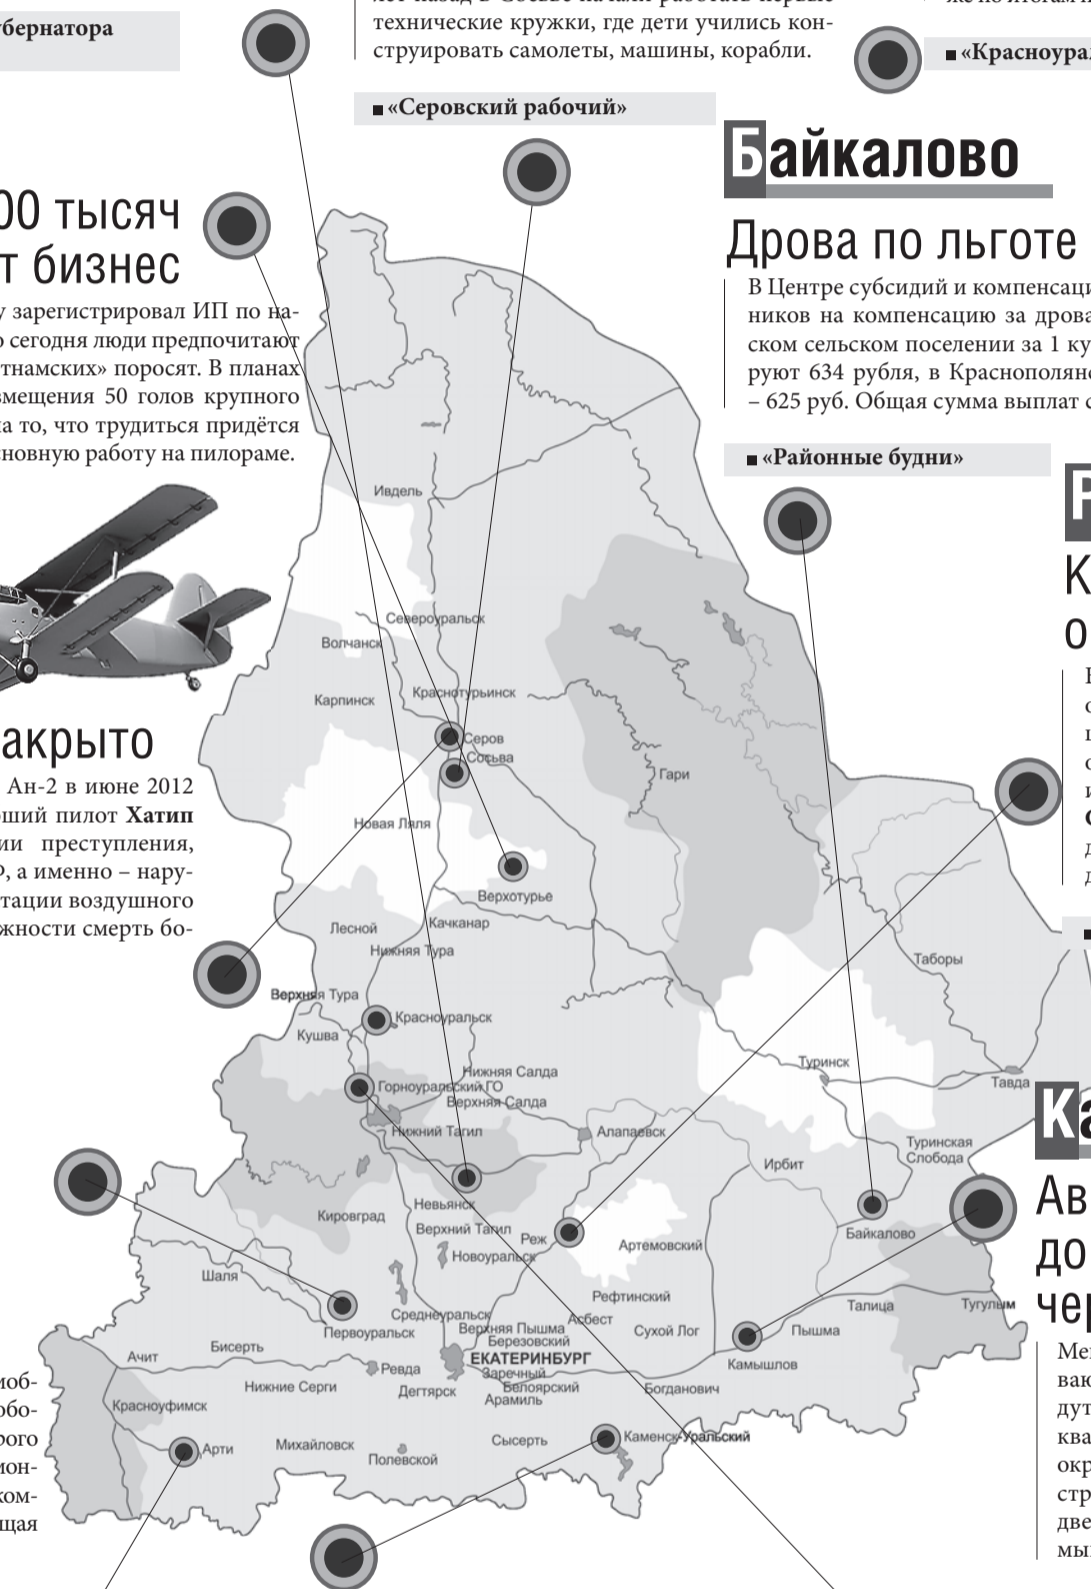 технические кружки, где дети учились кон-
струировать самолеты, машины, корабли.
■ «Серовский рабочий»
00 тысяч
т бизнес
у зарегистрировал ИП по на-
о сегодня люди предпочитают
тнамских» поросят. В планах
змещения 50 голов крупного
на то, что трудиться придётся
сновную работу на пилораме.
акрыто
Ан-2 в июне 2012
ший пилот Хатип
ии преступления,
Ф, а именно – нару-
тации воздушного
жности смерть бо-
■ «Красноура
Байкалово
Дрова по льготе
В Центре субсидий и компенсаци
ников на компенсацию за дрова
ском сельском поселении за 1 ку
руют 634 рубля, в Краснополянс
– 625 руб. Общая сумма выплат с
■ «Районные будни»
Ивдель
Североуральск
Волчанск
Краснотурьинск
Карпинск
Серов
Сосьва
Гари
Новая Ляля
Верхотурье
Качканар
Лесной
Нижняя Тура
Таборы
Верхняя Тура
Красноуральск
Кушва
Туринск
Нижняя Салда
Тавда
Горноуральский ГО
Верхняя Салда
Нижний Тагил
Алапаевск
Туринская
Слобода
Ирбит
Невьянск
Кировград
Верхний Тагил
Байкалово
Реж
Артемовский
Новоуральск
Шаля
Рефтинский
Талица
Тугулым
Среднеуральск
Асбест
Первоуральск
Верхняя Пышма
Сухой Лог
Пышма
Березовский
Бисерть
Ачит
ЕКАТЕРИНБУРГ
Камышлов
Ревда
Заречный
Нижние Серги
Белоярский
Богданович
Дегтярск
Арамиль
Красноуфимск
Каменск-Уральский
Сысерть
Михайловск
Арти
Полевской
Ка
Ав
до
чер